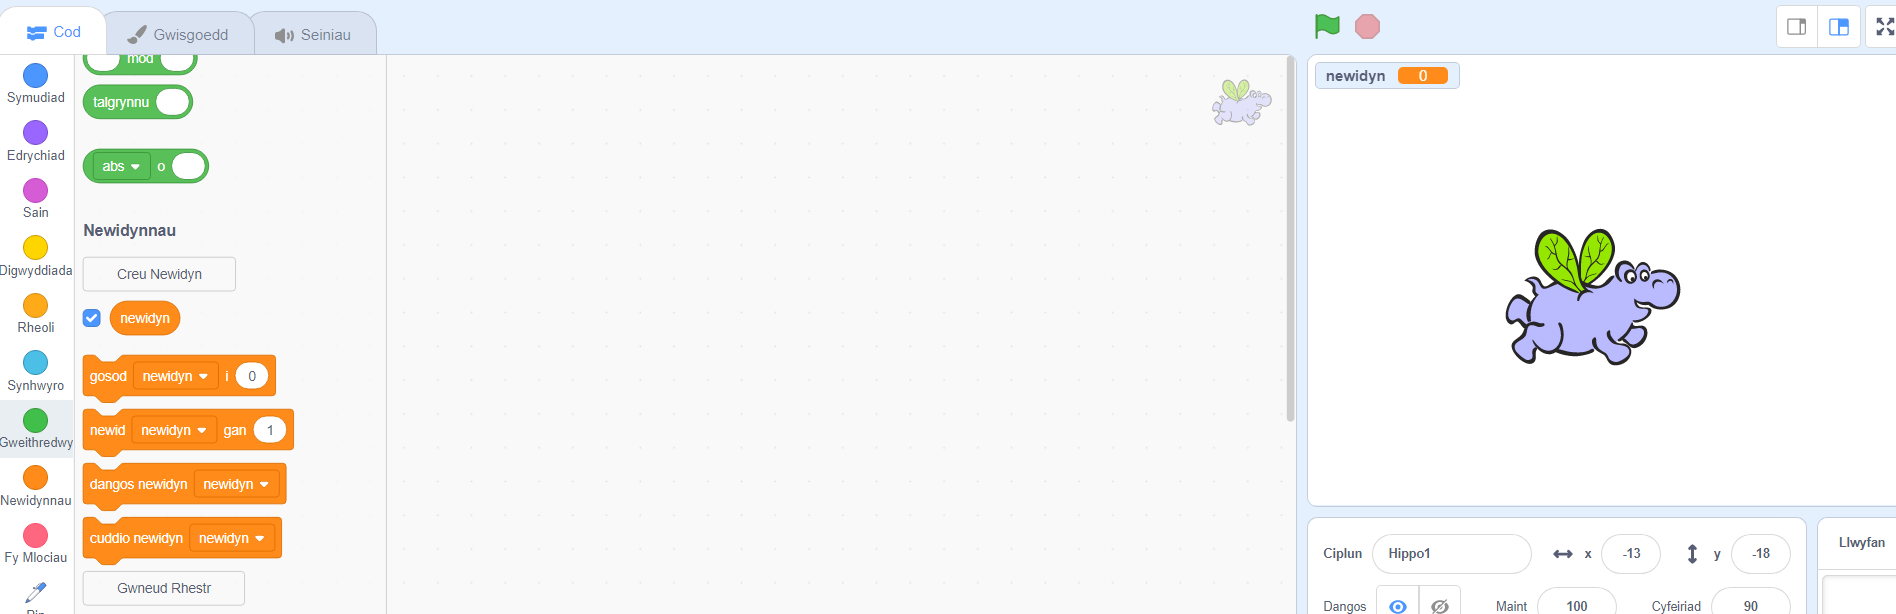 Cod
Gwisgoedd
Seiniau
Symudiad
Edrychiad
Sain
Digwyddiada
Rheoli
Synhwyro
Gweithredwy
Newidynnau
Fy Mlociau
mod
talgrynnu
abs o
Newidynnau
Creu Newidyn
newidyn
gosod newidyn i 0
newid newidyn gan 1
dangos newidyn newidyn
cuddio newidyn newidyn
Gwneud Rhestr
newidyn 0
Ciplun Hippo1 x -13 y -18
Dangos Maint 100 Cyfeiriad 90
Llwyfan